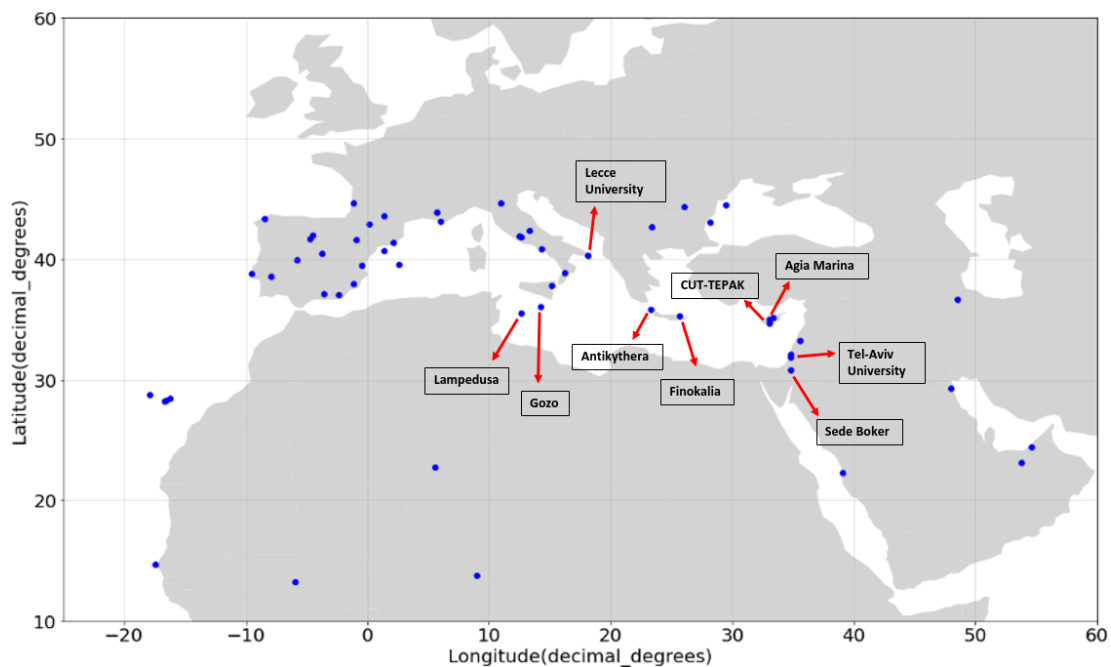 60
50
40
30
20
10
Latitude(decimal_degrees)
Lecce
University
Agia Marina
CUT-TEPAK
Antikythera
Tel-Aviv
University
Lampedusa
Finokalia
Gozo
Sede Boker
−20
−10
0
10
20
30
40
50
60
Longitude(decimal_degrees)